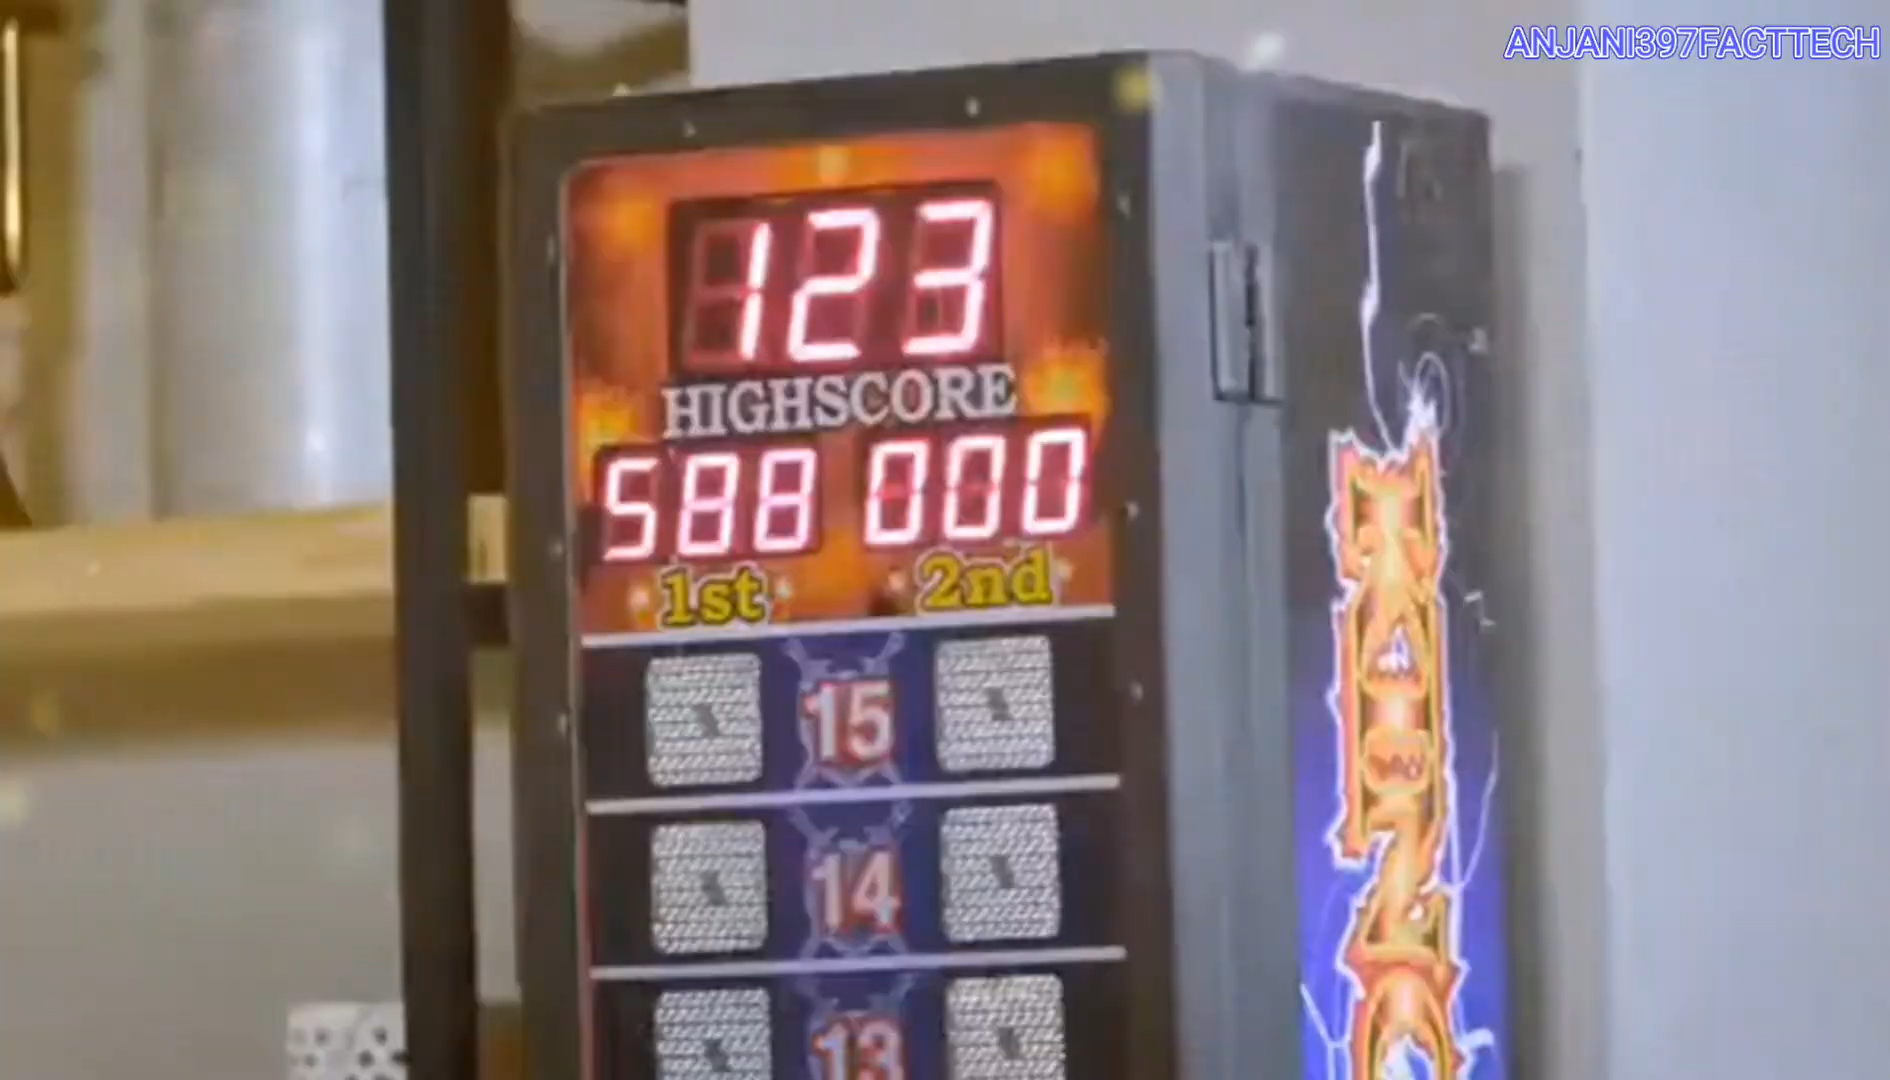 ANJANI397FACTTECH
123
HIGHSCORE
588 000
1st 2nd
15
14
13